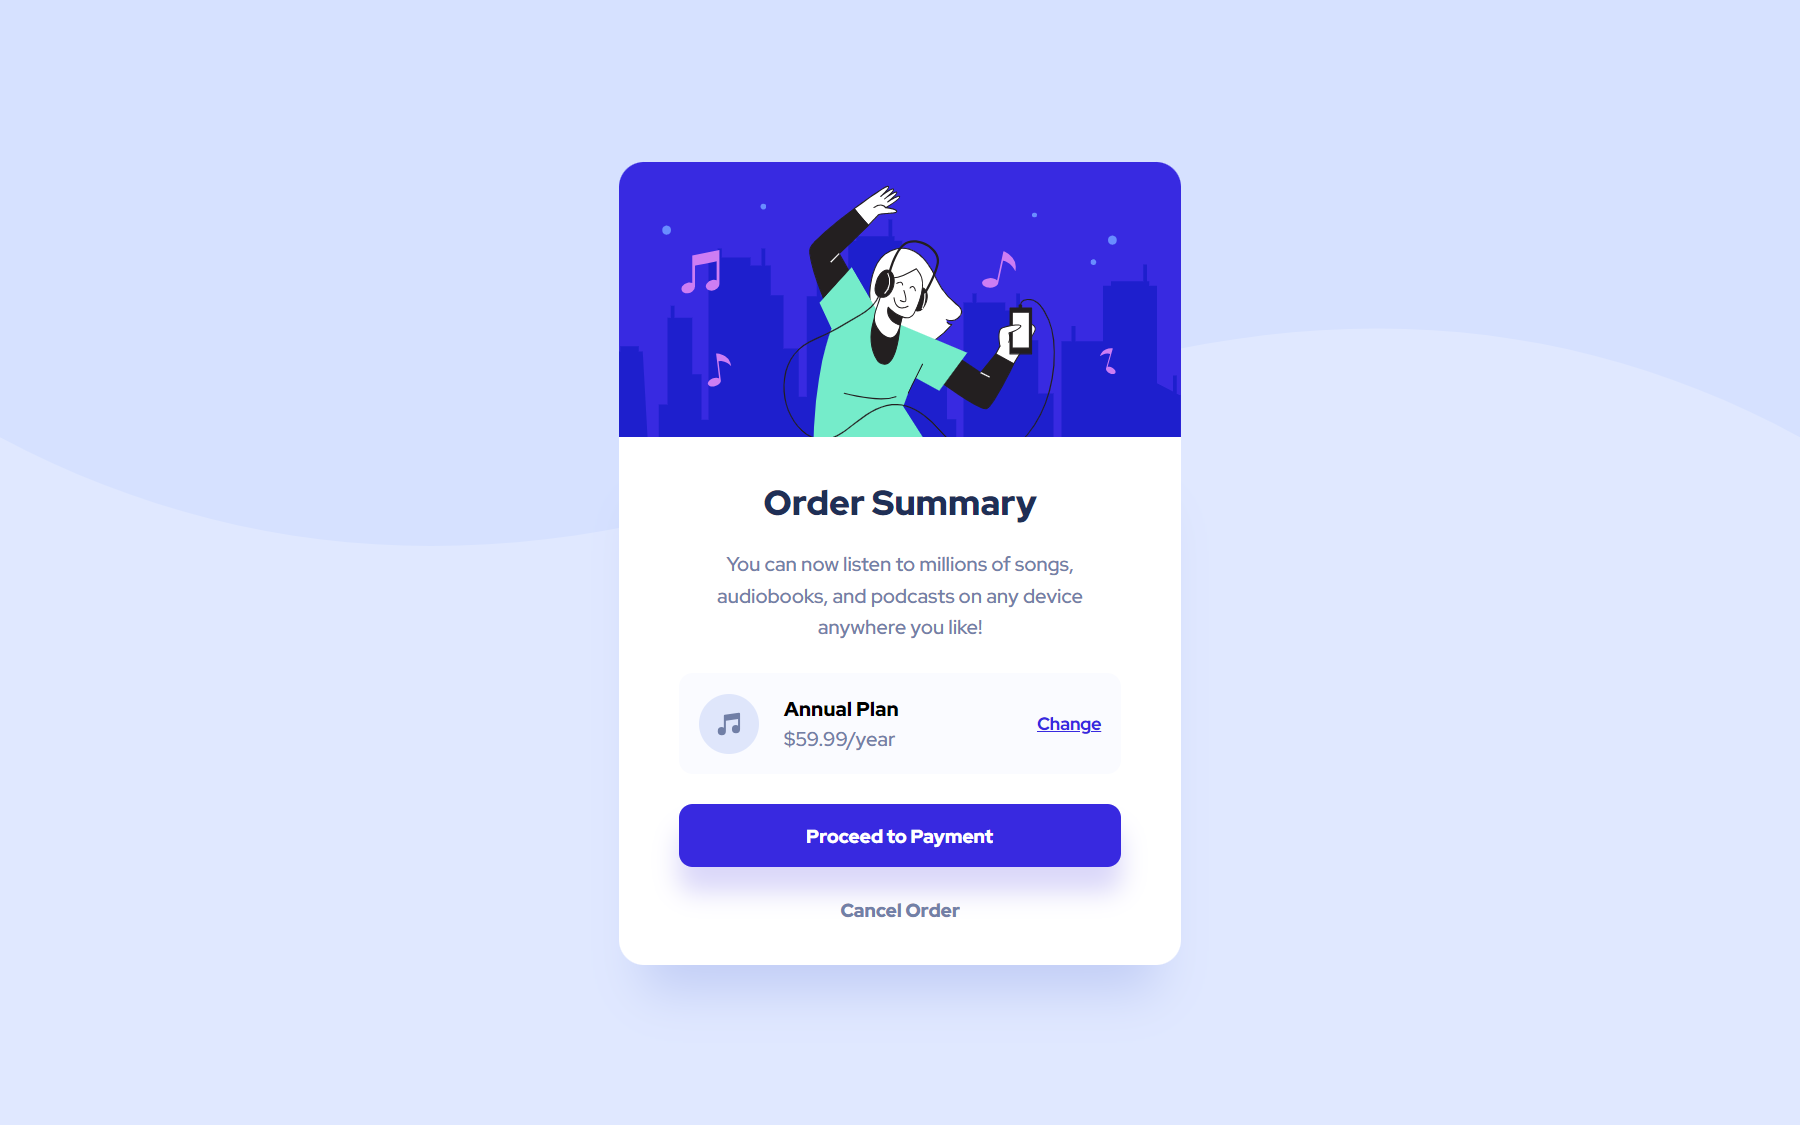 Order Summary
You can now listen to millions of songs,
audiobooks, and podcasts on any device
anywhere you like!
Annual Plan
$59.99/year
Change
Proceed to Payment
Cancel Order